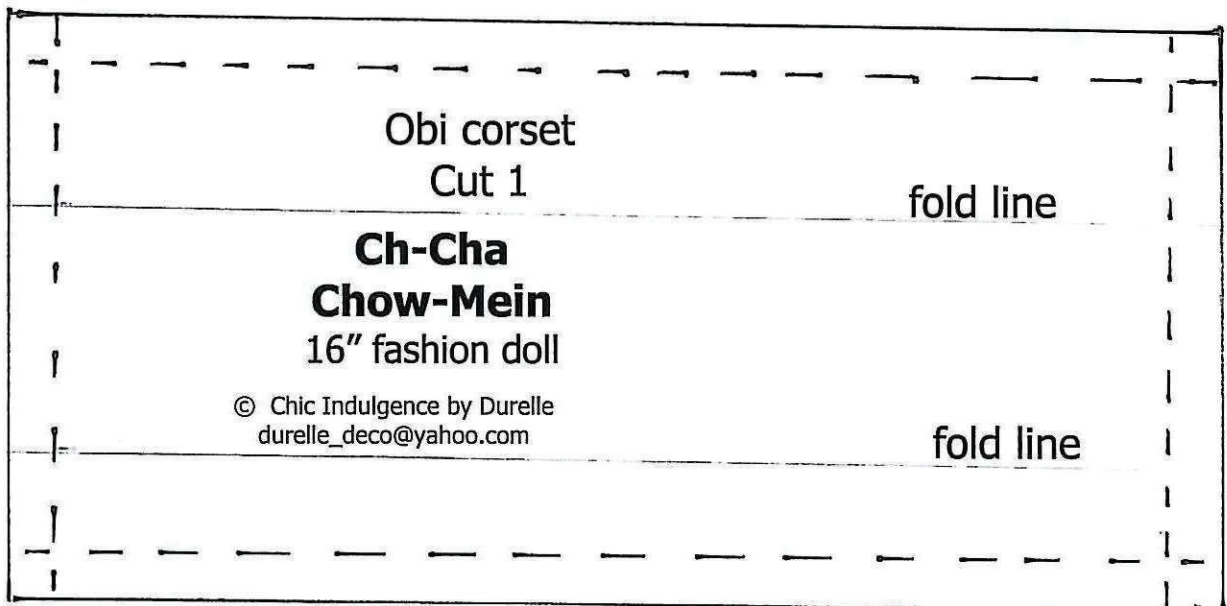 Obi corset
Cut 1
fold line
Ch-Cha
Chow-Mein
16” fashion doll
© Chic Indulgence by Durelle
durelle_deco@yahoo.com
fold line